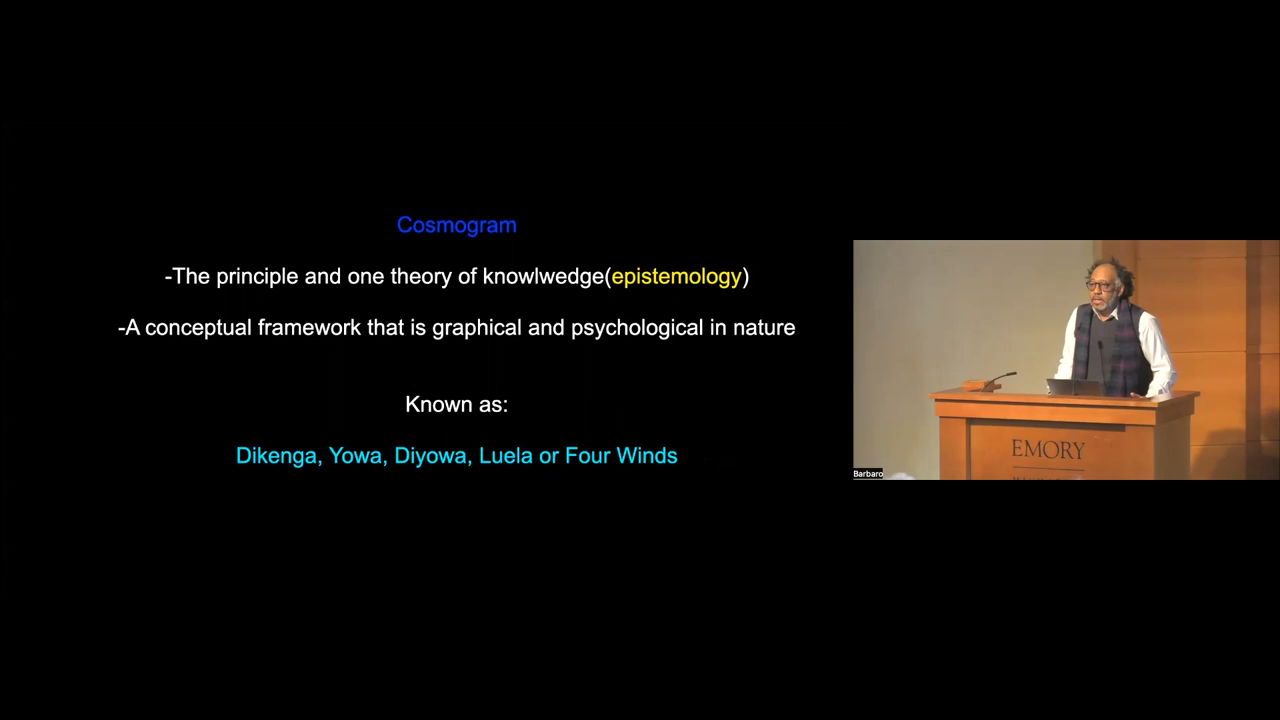 Cosmogram
-The principle and one theory of knowlwedge(epistemology)
-A conceptual framework that is graphical and psychological in nature
Known as:
Dikenga, Yowa, Diyowa, Luela or Four Winds
EMORY
Barbaro